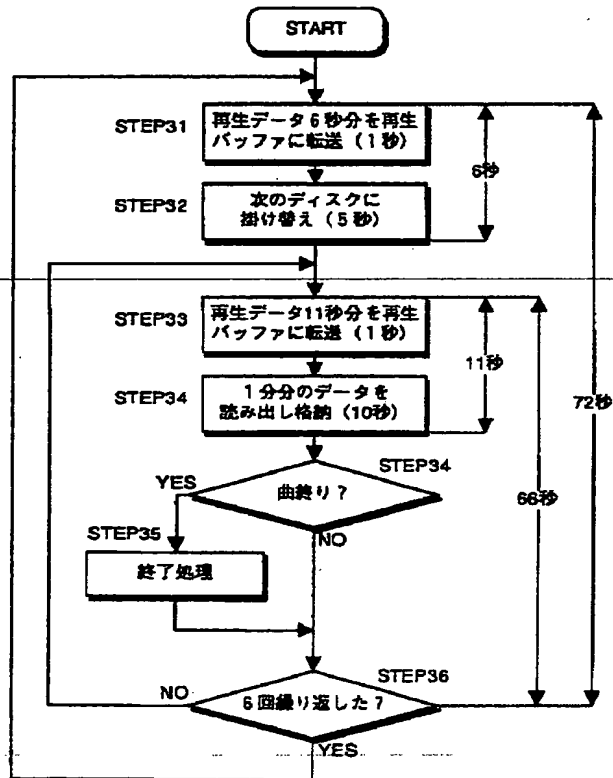 START
STEP31
再生データ6秒分を再生
バッファに転送(1秒)
6秒
STEP32
次のディスクに
掛け替え(5秒)
STEP33
再生データ11秒分を再生
バッファに転送(1秒)
11秒
STEP34
1分分のデータを
読み出し格納(10秒)
72秒
66秒
STEP34
YES
曲終り?
STEP35
NO
終了処理
STEP36
NO
6回繰り返した?
YES